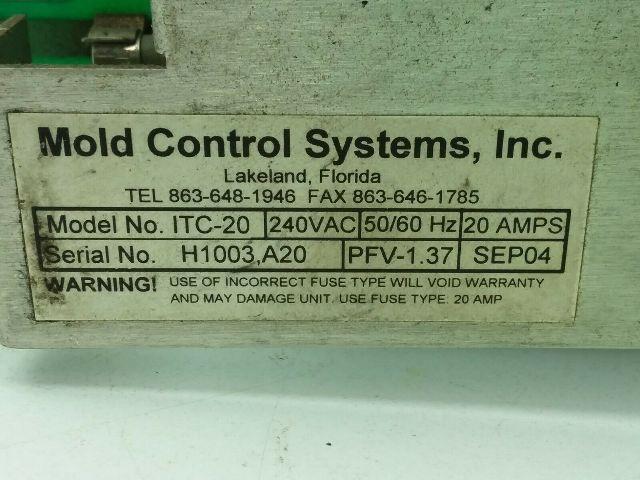 Mold Control Systems, Inc.
Lakeland, Florida
TEL 863-648-1946 FAX 863-646-1785
Model No. ITC-20 240VAC 50/60 Hz 20 AMPS
Serial No. H1003,A20 PFV-1.37 SEP04
WARNING! USE OF INCORRECT FUSE TYPE WILL VOID WARRANTY
AND MAY DAMAGE UNIT. USE FUSE TYPE: 20 AMP